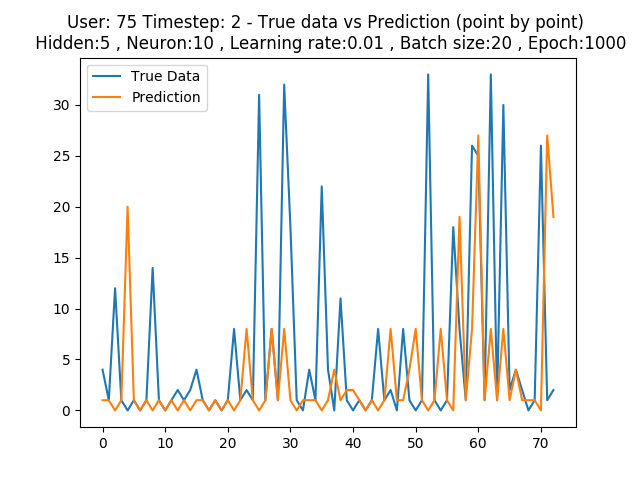 User: 75 Timestep: 2 - True data vs Prediction (point by point)
Hidden:5 , Neuron:10 , Learning rate:0.01 , Batch size:20 , Epoch:1000
True Data
Prediction
30
25
20
15
10
5
0
0 10 20 30 40 50 60 70